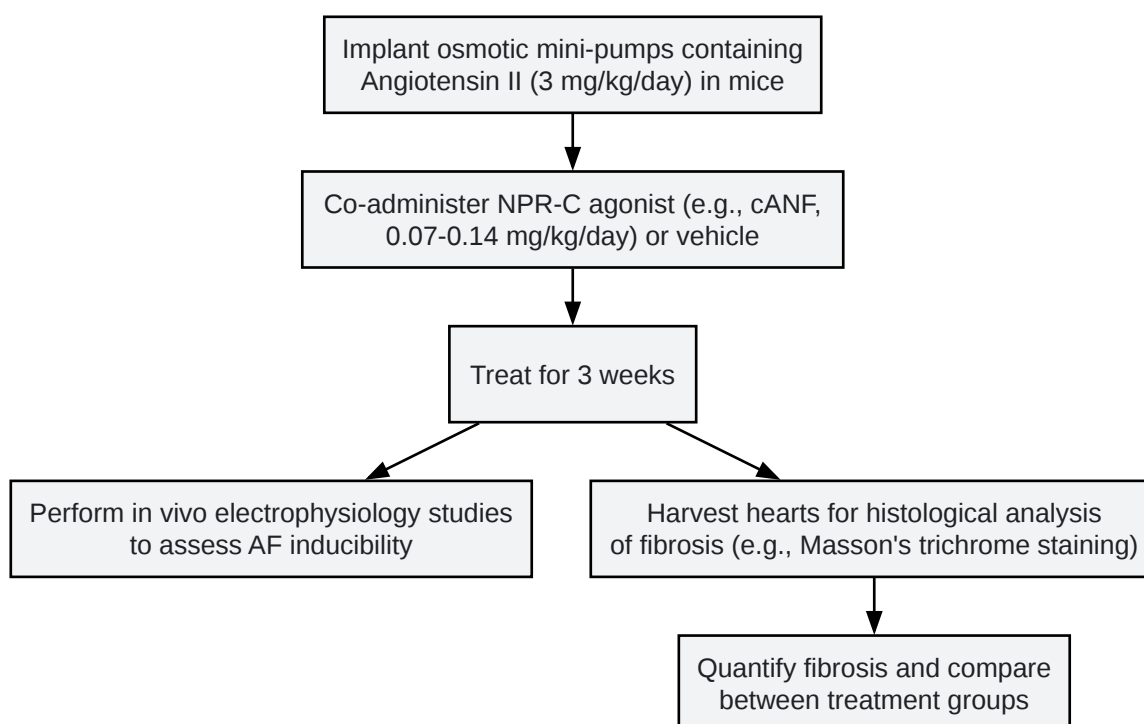 Implant osmotic mini-pumps containing
Angiotensin II (3 mg/kg/day) in mice
Co-administer NPR-C agonist (e.g., cANF,
0.07-0.14 mg/kg/day) or vehicle
Treat for 3 weeks
Perform in vivo electrophysiology studies
to assess AF inducibility
Harvest hearts for histological analysis
of fibrosis (e.g., Masson's trichrome staining)
Quantify fibrosis and compare
between treatment groups